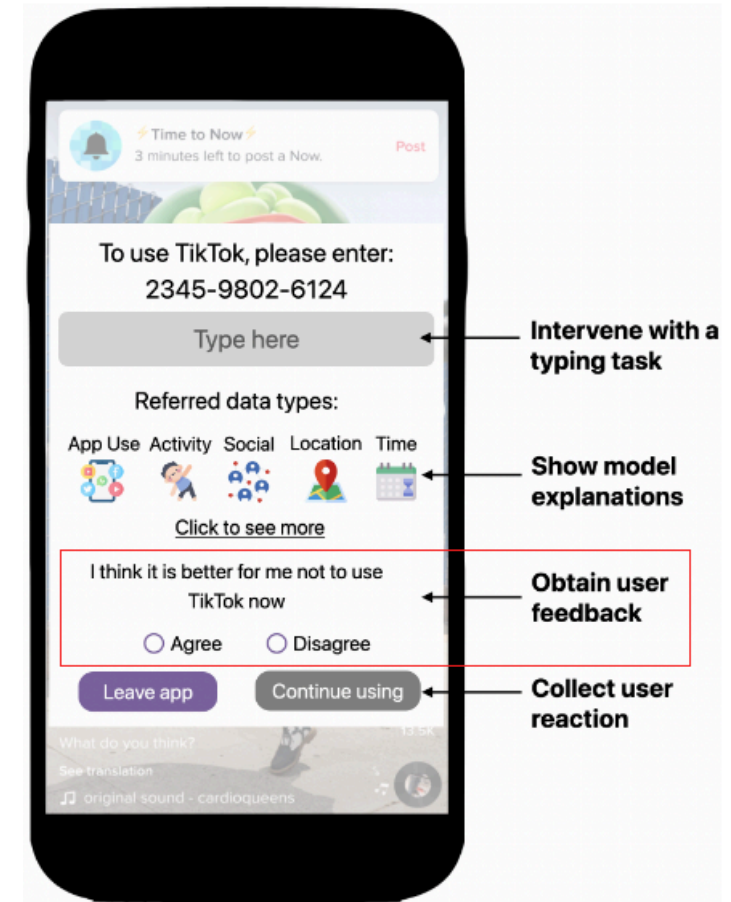 ⚡Time to Now⚡
3 minutes left to post a Now.
Post
To use TikTok, please enter:
2345-9802-6124
Type here
Intervene with a
typing task
Referred data types:
App Use Activity Social Location Time
Show model
explanations
Click to see more
I think it is better for me not to use
TikTok now
Agree Disagree
Obtain user
feedback
Leave app Continue using
Collect user
reaction
What do you think?
13.5K
See translation
original sound - cardioqueens